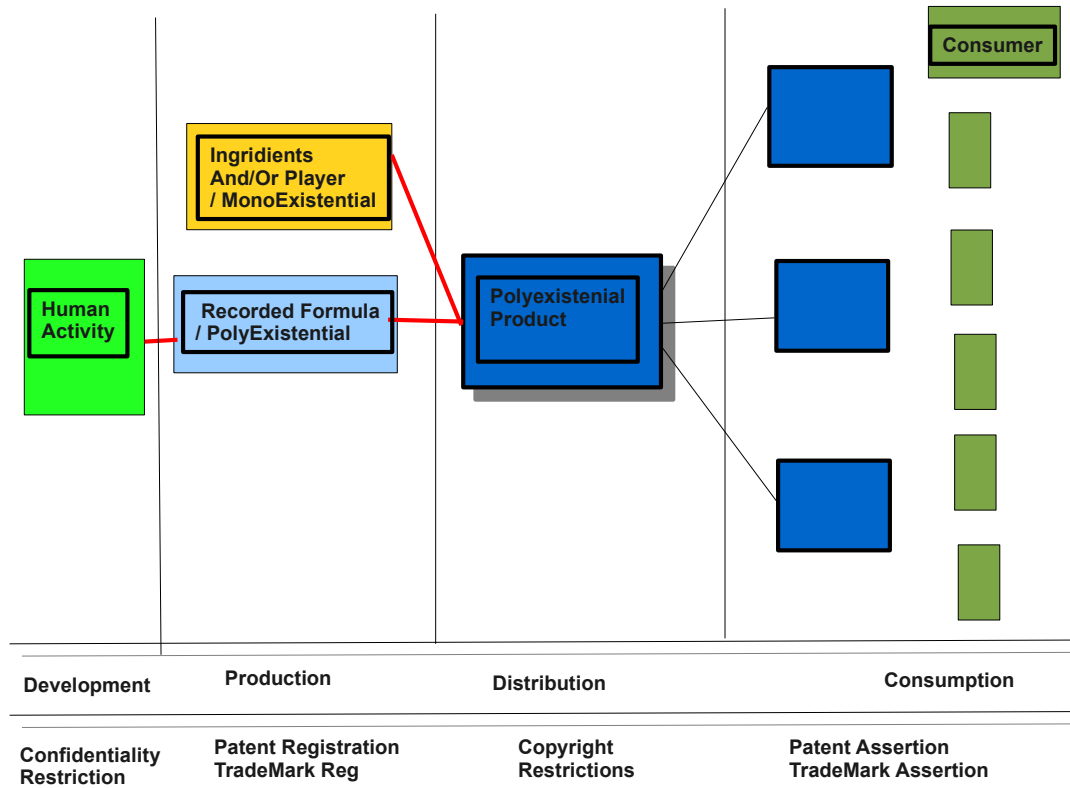 Consumer
Ingridients
And/Or Player
/ MonoExistential
Human
Activity
Recorded Formula
/ PolyExistential
Polyexistenial
Product
Development
Production
Distribution
Consumption
Confidentiality
Restriction
Patent Registration
TradeMark Reg
Copyright
Restrictions
Patent Assertion
TradeMark Assertion